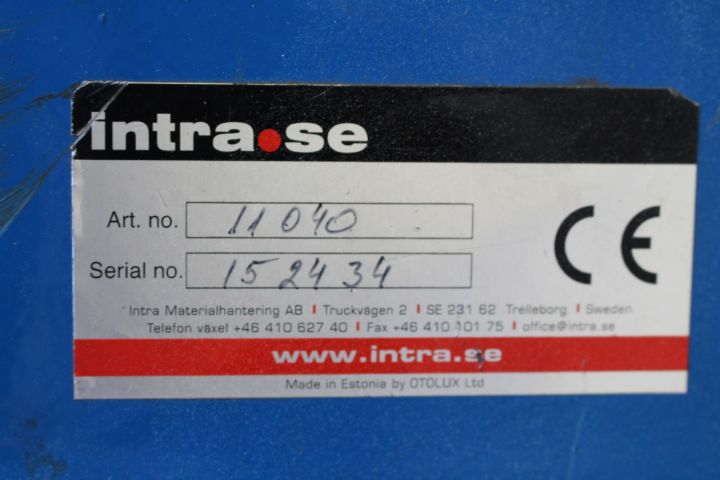 intra.se
Art. no. 11 040
Serial no. 152434
CE
Intra Materialhantering AB | Truckvägen 2 | SE 231 62 Trelleborg | Sweden
Telefon växel +46 410 627 40 | Fax +46 410 101 75 | office@intra.se
www.intra.se
Made in Estonia by OTOLUX Ltd